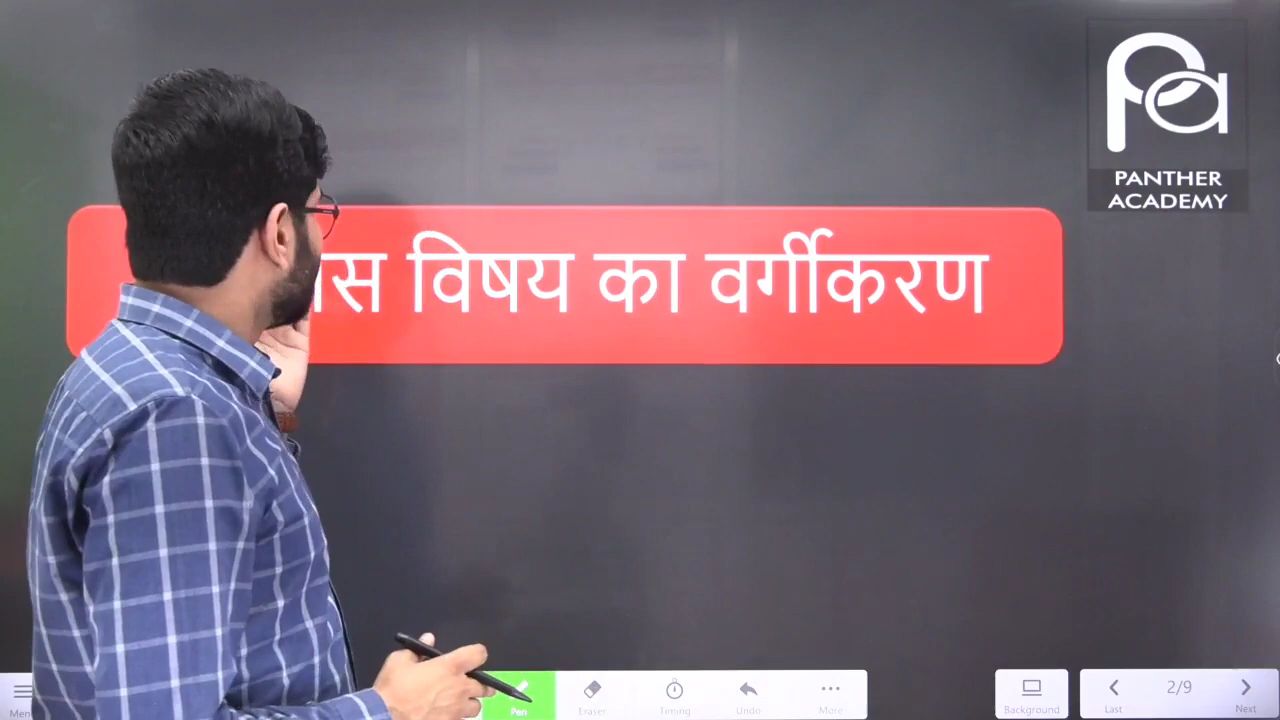 PANTHER
ACADEMY
विषय का वर्गीकरण
Pen
Eraser
Timing
Undo
More
Background
Last
2/9
Next